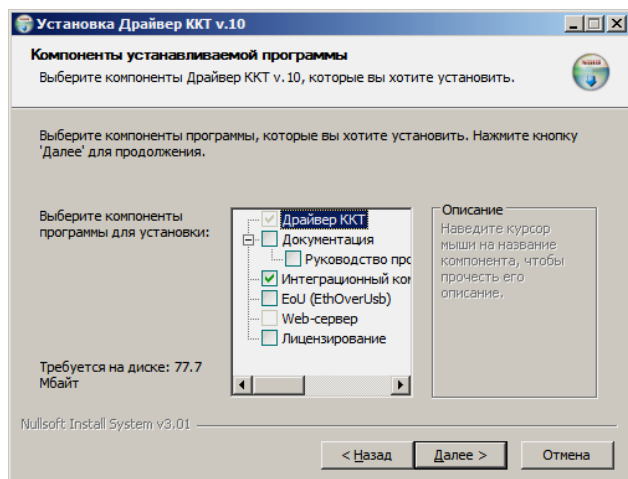 Установка Драйвер ККТ v.10
Компоненты устанавливаемой программы
Выберите компоненты Драйвер ККТ v.10, которые вы хотите установить.
Выберите компоненты программы, которые вы хотите установить. Нажмите кнопку
'Далее' для продолжения.
Выберите компоненты
программы для установки:
Драйвер ККТ
Документация
Руководство прс
Интеграционный ког
EoU (EthOverUsb)
Web-сервер
Лицензирование
Описание
Наведите курсор
мыши на название
компонента, чтобы
прочесть его
описание.
Требуется на диске: 77.7
Мбайт
Nullsoft Install System v3.01
< Назад
Далее >
Отмена